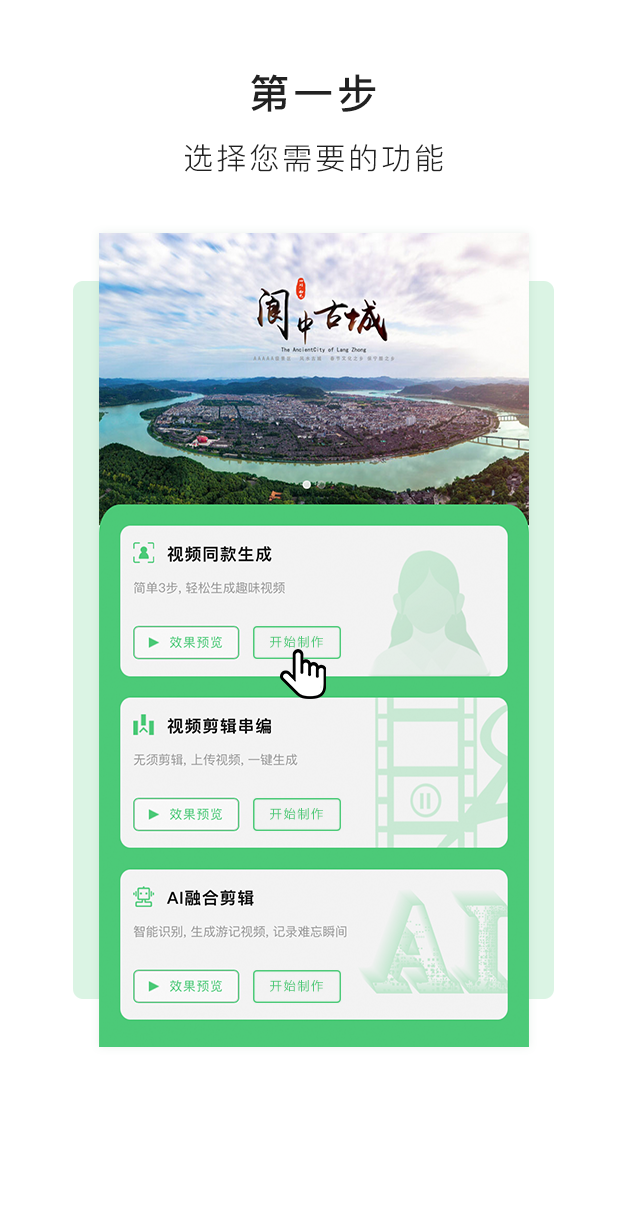 第一步
选择您需要的功能
阆中古城
The AncientCity of Lang Zhong
视频同款生成
简单3步, 轻松生成趣味视频
效果预览
开始制作
视频剪辑串编
无须剪辑, 上传视频, 一键生成
效果预览
开始制作
AI融合剪辑
智能识别, 生成游记视频, 记录难忘瞬间
效果预览
开始制作
AI